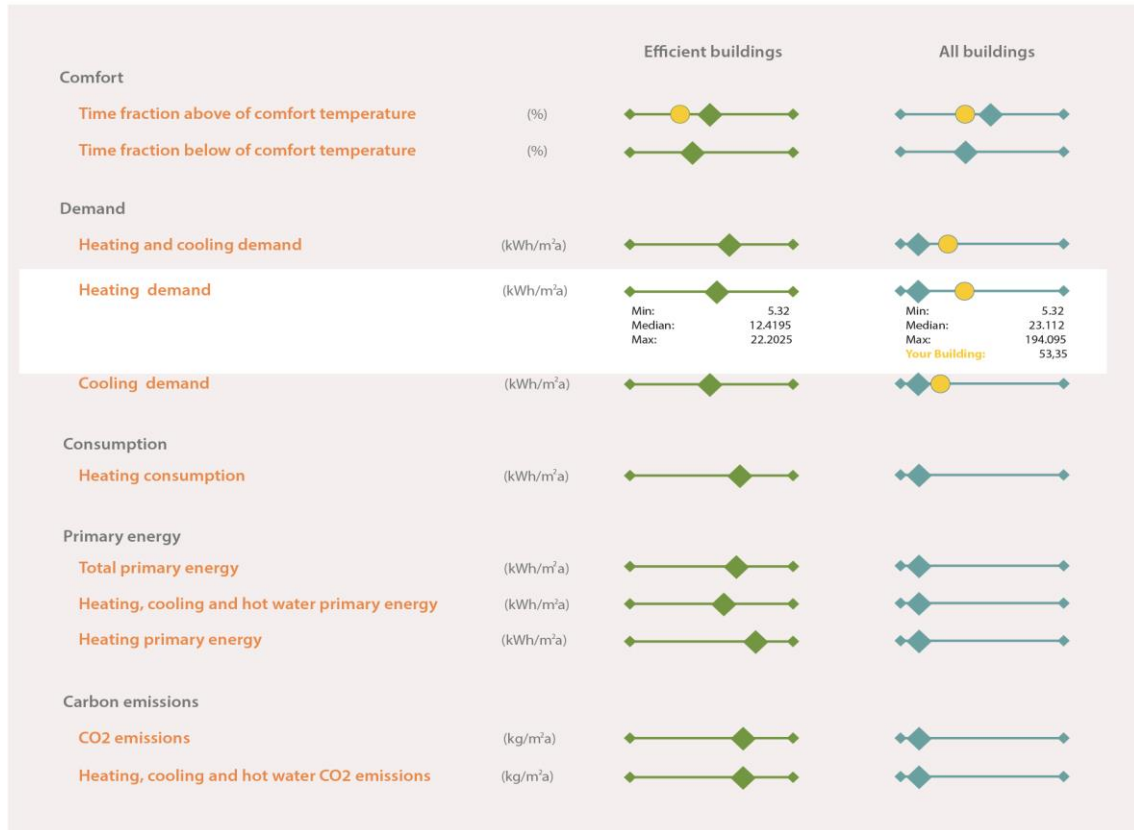 Efficient buildings All buildings
Comfort
Time fraction above of comfort temperature (%)
Time fraction below of comfort temperature (%)
Demand
Heating and cooling demand (kWh/m²a)
Heating demand (kWh/m²a)
Min: 5.32 Min: 5.32
Median: 12.4195 Median: 23.112
Max: 22.2025 Max: 194.095
Your Building: 53,35
Cooling demand (kWh/m²a)
Consumption
Heating consumption (kWh/m²a)
Primary energy
Total primary energy (kWh/m²a)
Heating, cooling and hot water primary energy (kWh/m²a)
Heating primary energy (kWh/m²a)
Carbon emissions
CO2 emissions (kg/m²a)
Heating, cooling and hot water CO2 emissions (kg/m²a)